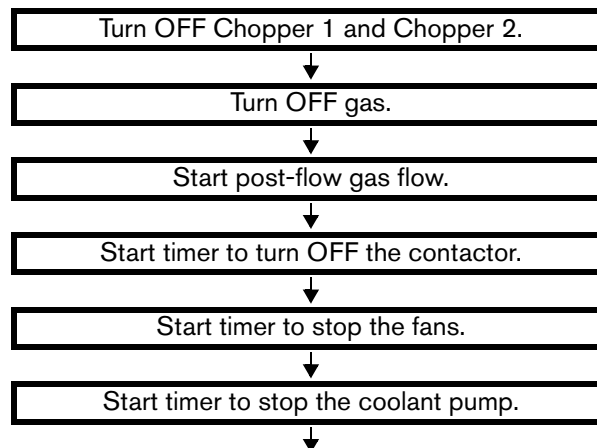 Turn OFF Chopper 1 and Chopper 2.
Turn OFF gas.
Start post-flow gas flow.
Start timer to turn OFF the contactor.
Start timer to stop the fans.
Start timer to stop the coolant pump.